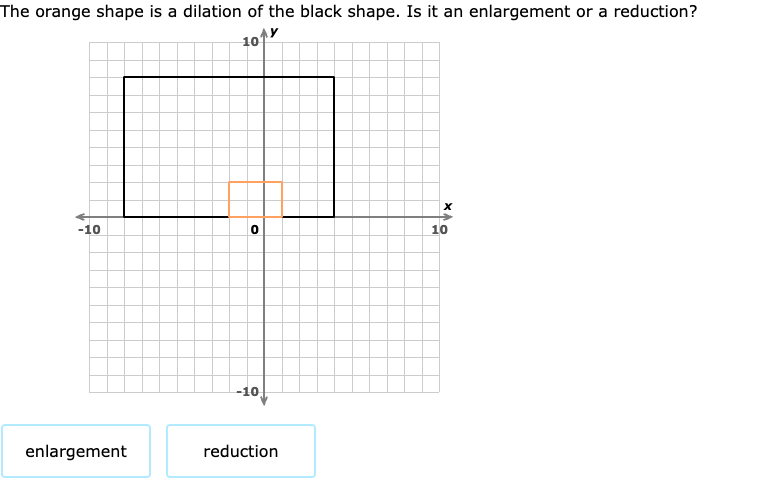 The orange shape is a dilation of the black shape. Is it an enlargement or a reduction?
y
10
x
-10 0 10
-10
enlargement reduction